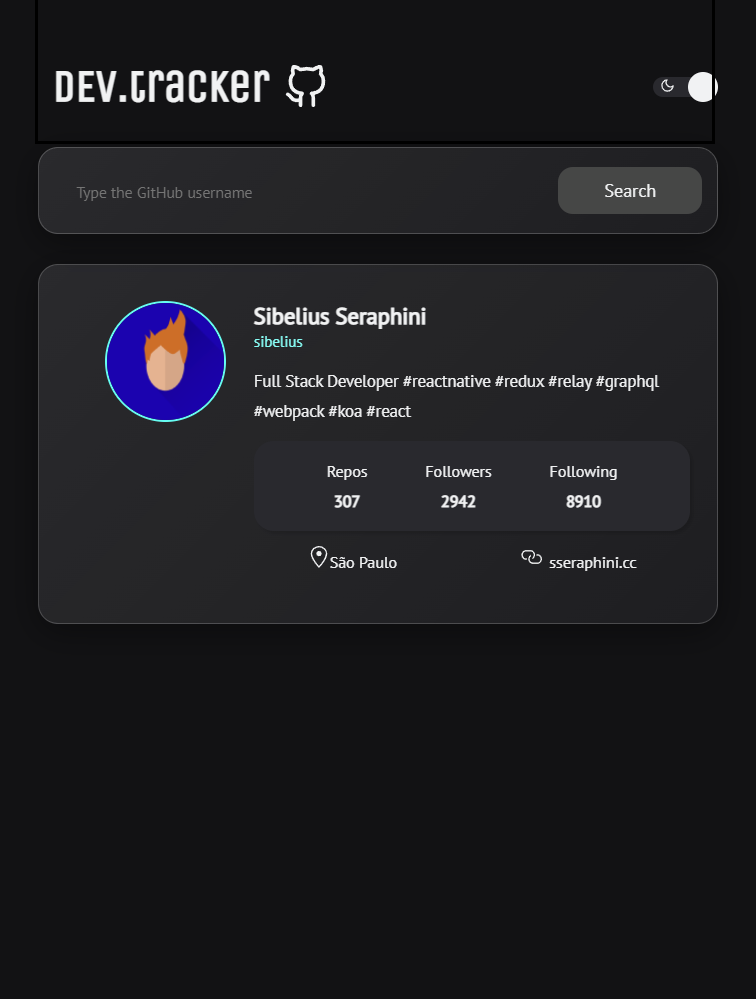 DEV.tracker
Type the GitHub username
Search
Sibelius Seraphini
sibelius
Full Stack Developer #reactnative #redux #relay #graphql
#webpack #koa #react
Repos Followers Following
307 2942 8910
São Paulo sseraphini.cc